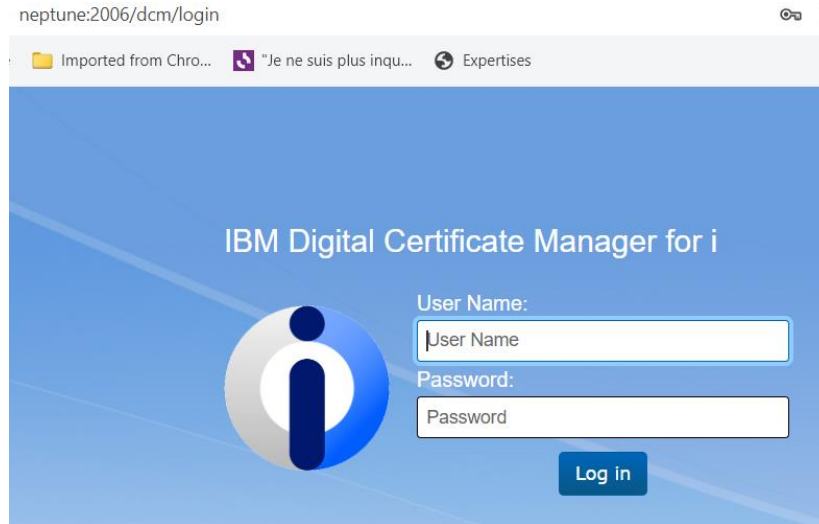 neptune:2006/dcm/login
Imported from Chro... "Je ne suis plus inqu... Expertises
IBM Digital Certificate Manager for i
User Name:
User Name
Password:
Password
Log in